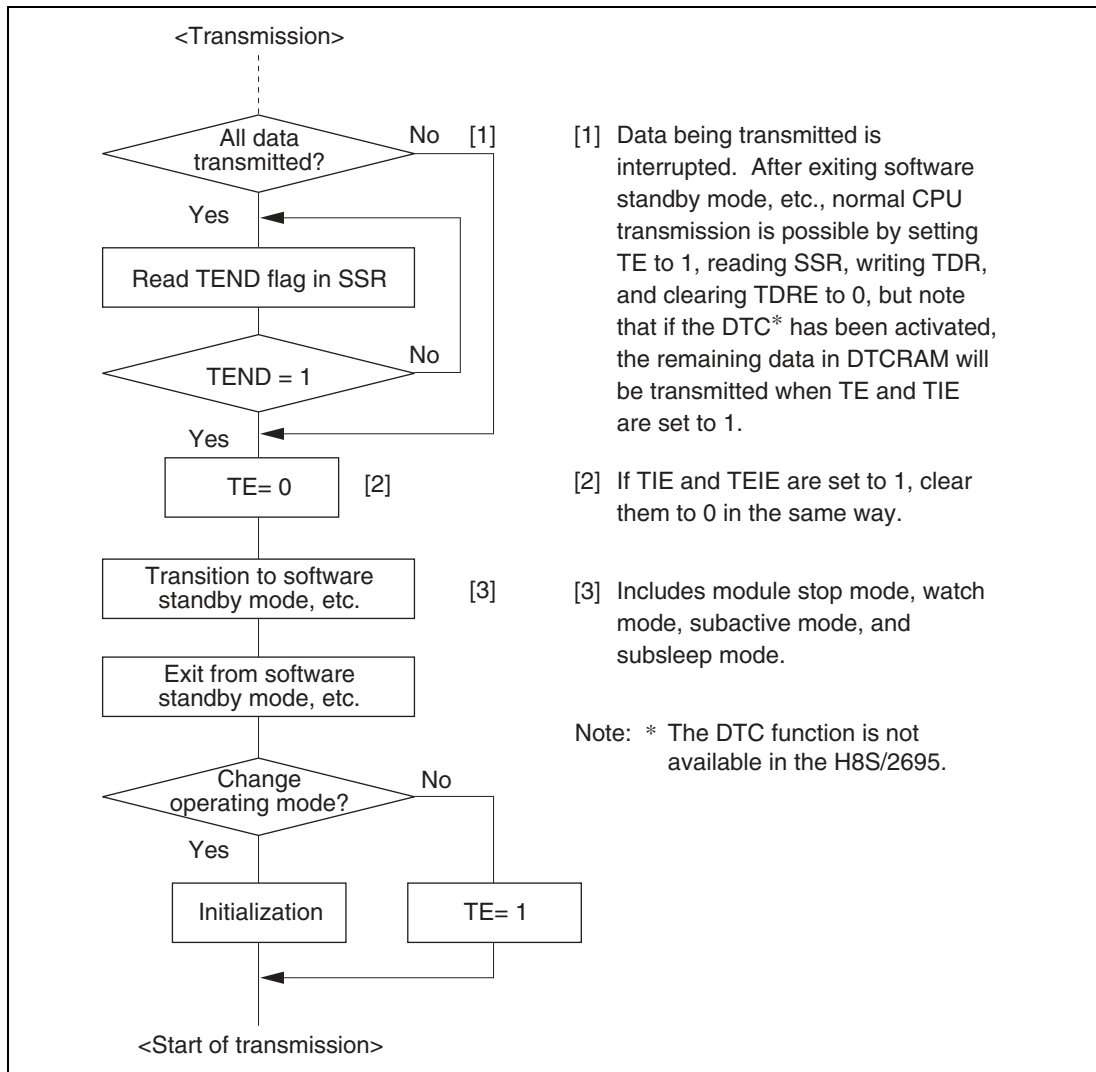 <Transmission>
All data
transmitted?
No
[1]
Yes
Read TEND flag in SSR
TEND = 1
No
Yes
TE= 0
[2]
Transition to software
standby mode, etc.
[3]
Exit from software
standby mode, etc.
Change
operating mode?
No
Yes
Initialization
TE= 1
<Start of transmission>
[1] Data being transmitted is
interrupted. After exiting software
standby mode, etc., normal CPU
transmission is possible by setting
TE to 1, reading SSR, writing TDR,
and clearing TDRE to 0, but note
that if the DTC* has been activated,
the remaining data in DTCRAM will
be transmitted when TE and TIE
are set to 1.
[2] If TIE and TEIE are set to 1, clear
them to 0 in the same way.
[3] Includes module stop mode, watch
mode, subactive mode, and
subsleep mode.
Note: * The DTC function is not
available in the H8S/2695.